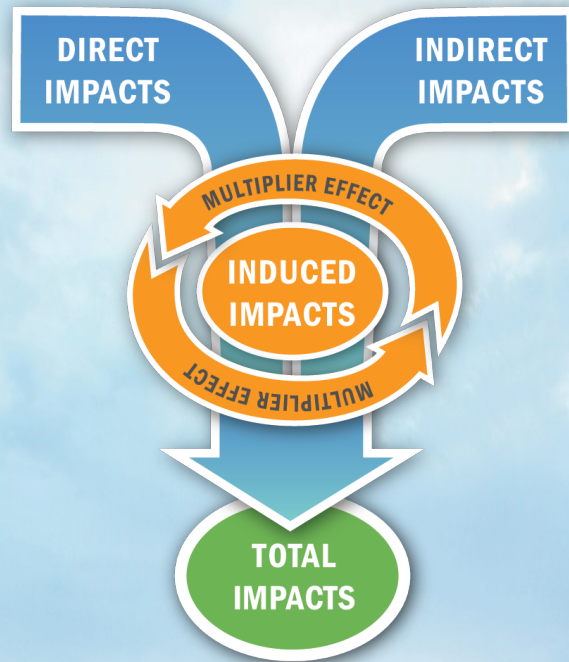 DIRECT
IMPACTS
INDIRECT
IMPACTS
MULTIPLIER EFFECT
INDUCED
IMPACTS
MULTIPLIER EFFECT
TOTAL
IMPACTS